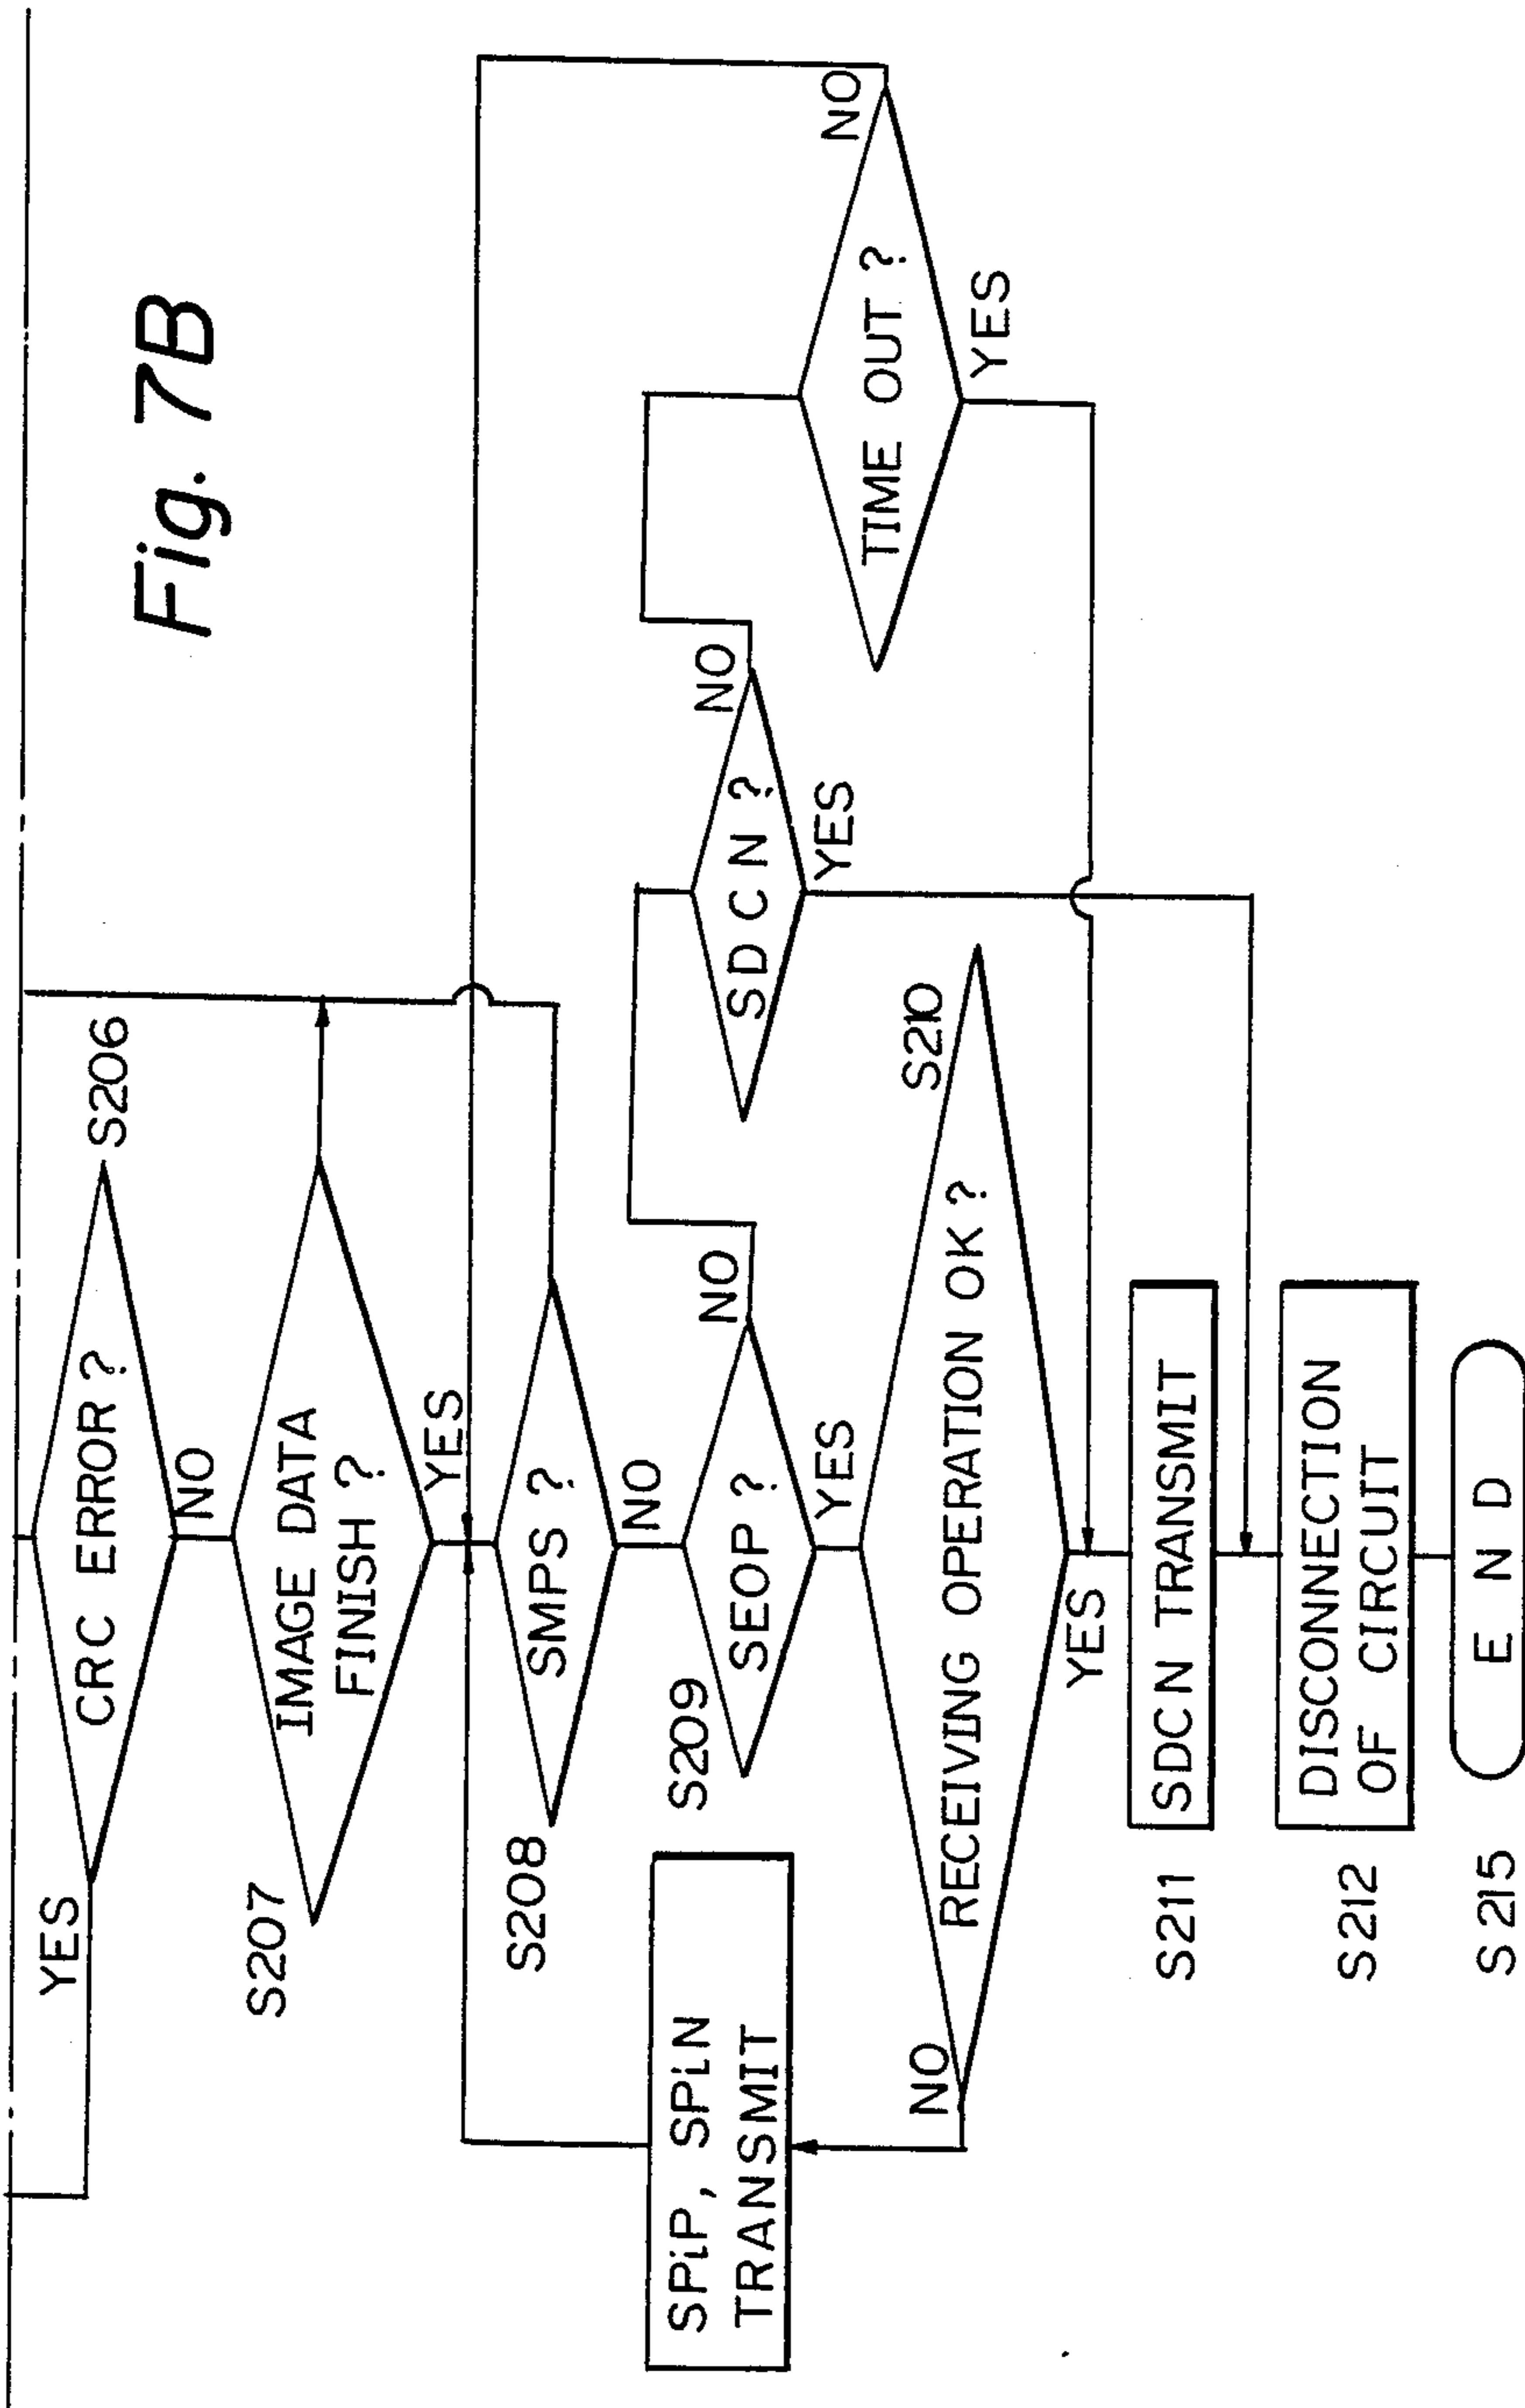 Fig. 7B
YES
CRC ERROR ?
S206
NO
S207
IMAGE DATA
FINISH ?
YES
S208
SMPS ?
NO
S209
SEOP ?
NO
YES
SDCN ?
NO
YES
TIME OUT ?
NO
YES
SPiP, SPiN
TRANSMIT
NO
RECEIVING OPERATION OK ?
S210
YES
S211
SDCN TRANSMIT
S212
DISCONNECTION
OF CIRCUIT
S215
END